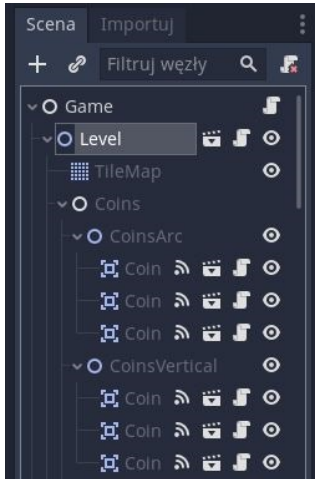 Scena Importuj
Filtruj węzły
Game
Level
TileMap
Coins
CoinsArc
Coin
Coin
Coin
CoinsVertical
Coin
Coin
Coin